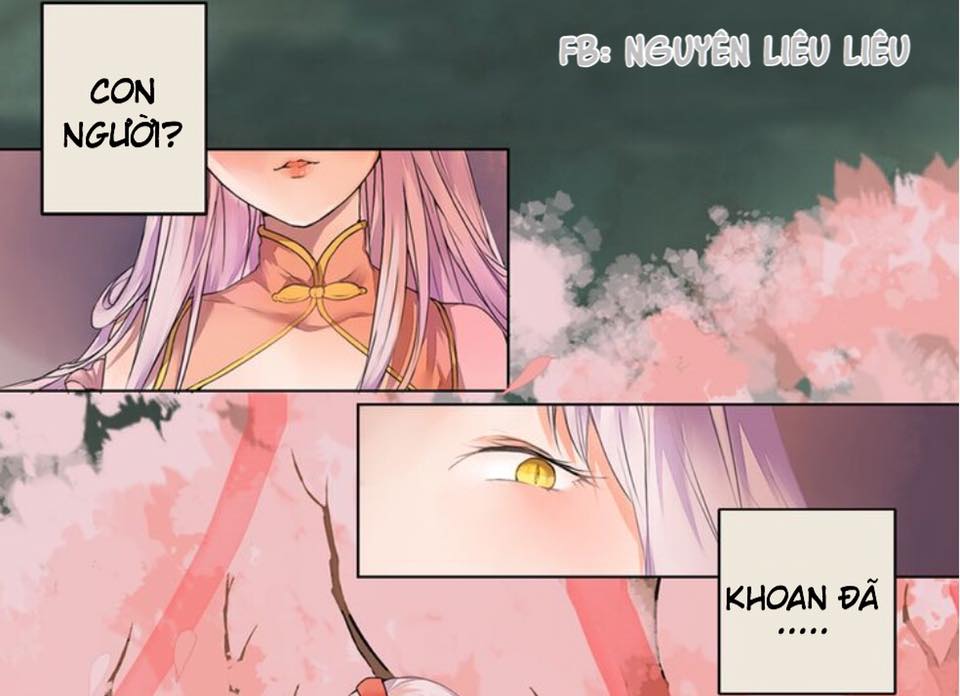 FB: NGUYÊN LIÊU LIÊU
CON
NGƯỜI?
KHOAN ĐÃ
.....